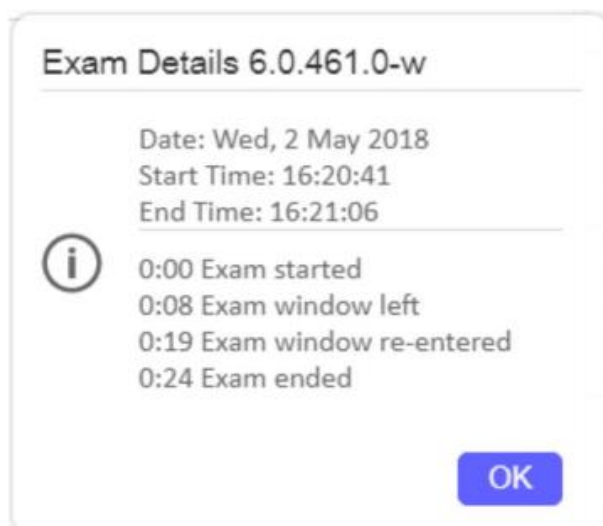 Exam Details 6.0.461.0-w
Date: Wed, 2 May 2018
Start Time: 16:20:41
End Time: 16:21:06
0:00 Exam started
0:08 Exam window left
0:19 Exam window re-entered
0:24 Exam ended
OK